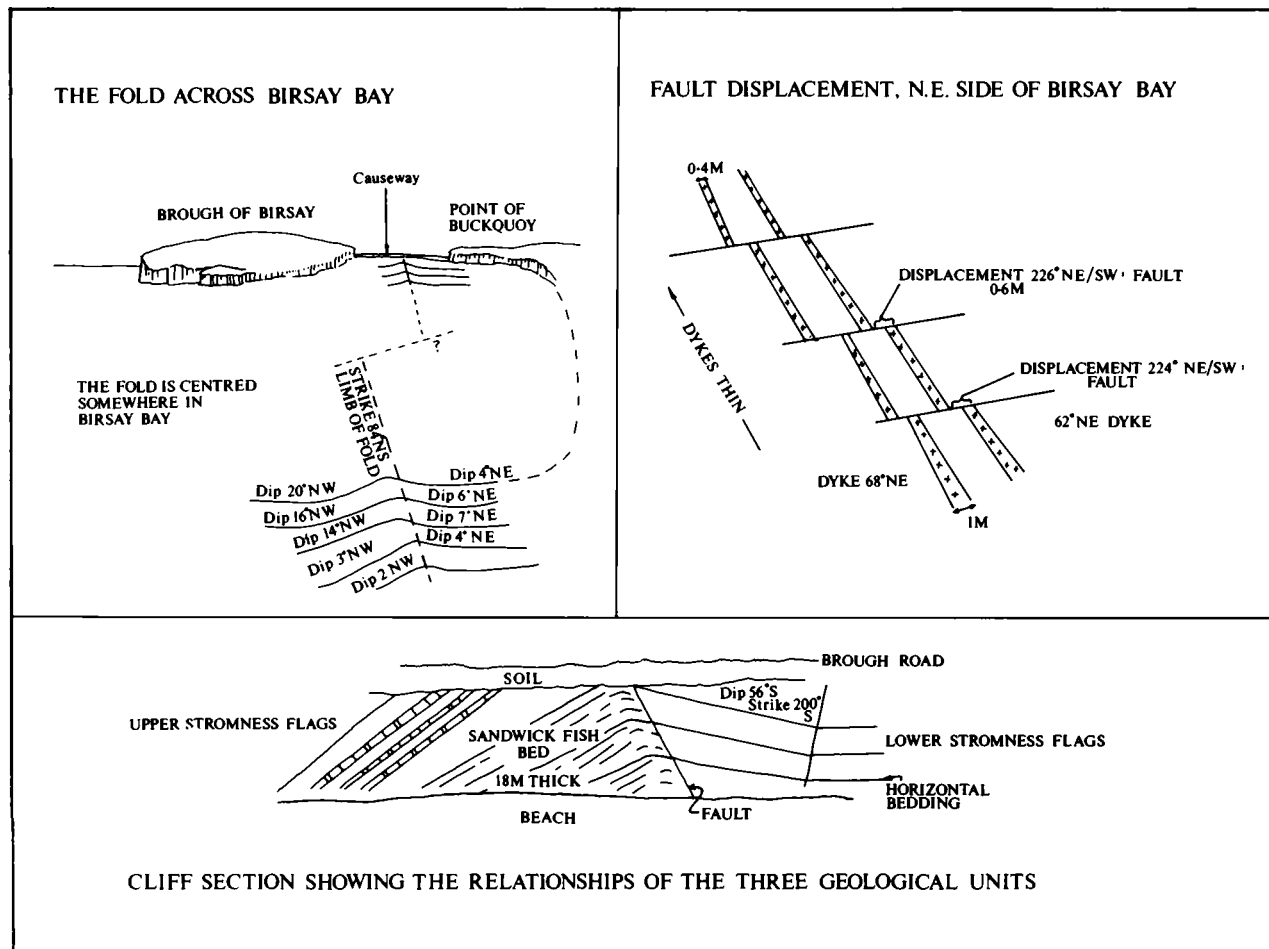 THE FOLD ACROSS BIRSAY BAY
Causeway
BROUGH OF BIRSAY
POINT OF
BUCKQUOY
?
THE FOLD IS CENTRED
SOMEWHERE IN
BIRSAY BAY
STRIKE 84 NS
LIMB OF FOLD
Dip 20° NW
Dip 4° NE
Dip 16° NW
Dip 6° NE
Dip 14° NW
Dip 7° NE
Dip 3° NW
Dip 4° NE
Dip 2 NW
FAULT DISPLACEMENT, N.E. SIDE OF BIRSAY BAY
0·4M
DISPLACEMENT 226° NE/SW FAULT
0·6M
DYKES THIN
DISPLACEMENT 224° NE/SW
FAULT
62° NE DYKE
DYKE 68° NE
1M
BROUGH ROAD
SOIL
Dip 56° S
Strike 200°
S
UPPER STROMNESS FLAGS
SANDWICK FISH
BED
LOWER STROMNESS FLAGS
18M THICK
HORIZONTAL
BEDDING
FAULT
BEACH
CLIFF SECTION SHOWING THE RELATIONSHIPS OF THE THREE GEOLOGICAL UNITS